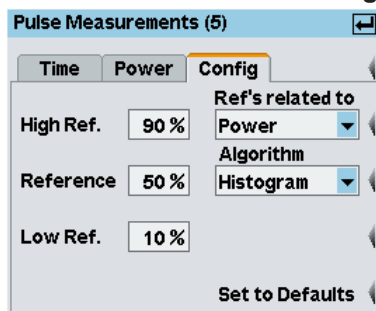 Pulse Measurements (5)
Time Power Config
Ref's related to
High Ref. 90 % Power
Algorithm
Reference 50 % Histogram
Low Ref. 10 %
Set to Defaults